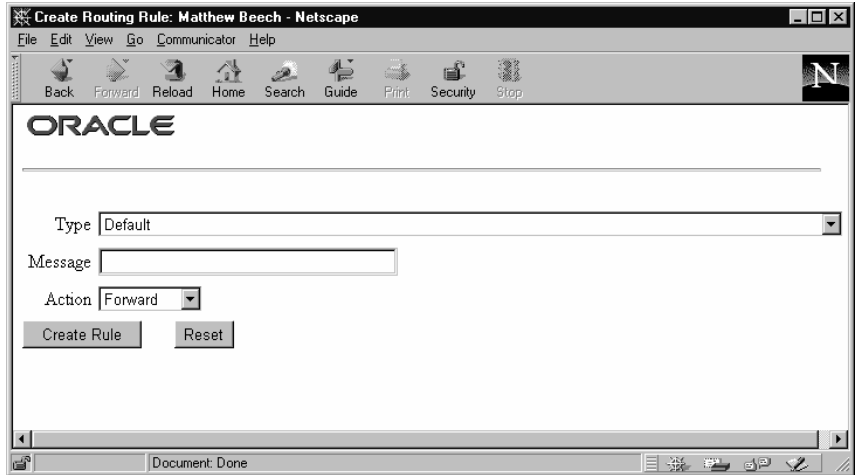 Create Routing Rule: Matthew Beech - Netscape
File Edit View Go Communicator Help
Back Forward Reload Home Search Guide Print Security Stop
N
ORACLE
Type Default
Message
Action Forward
Create Rule Reset
Document: Done